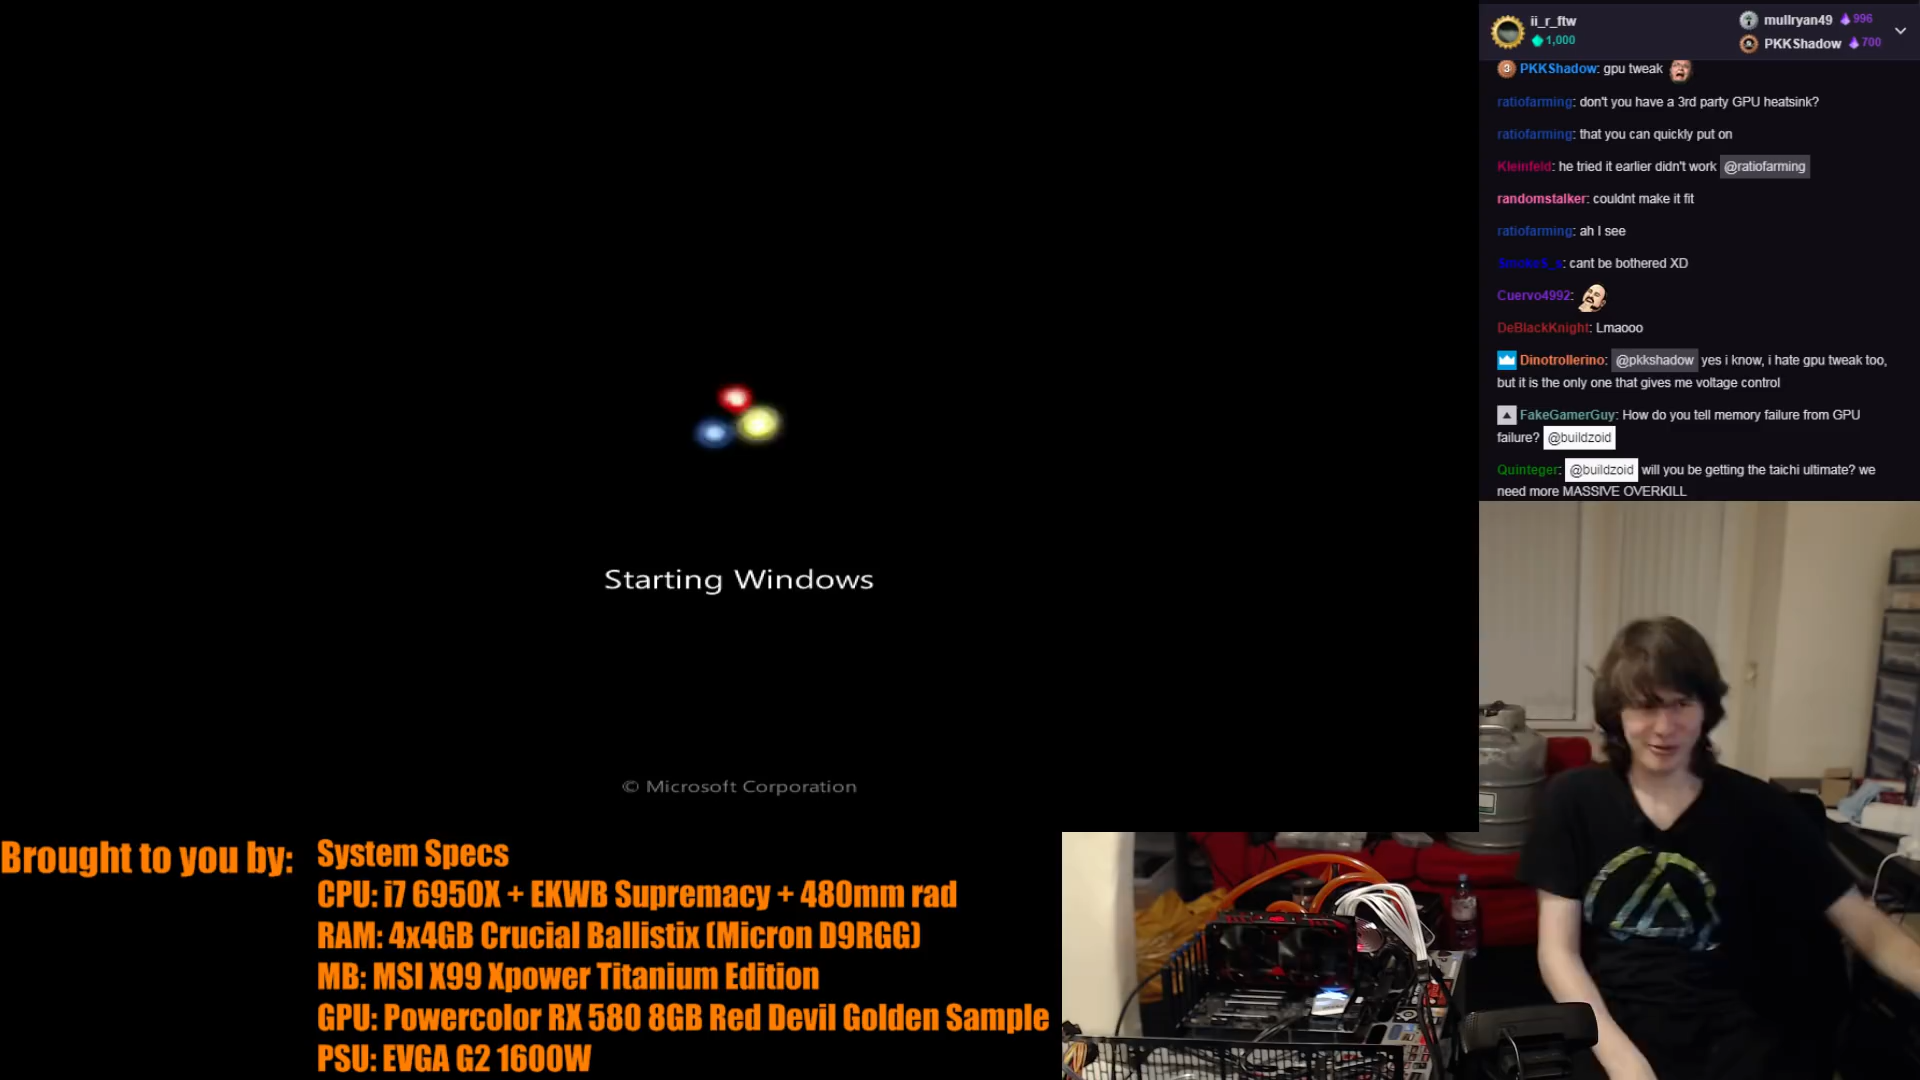 Starting Windows
© Microsoft Corporation
Brought to you by:
System Specs
CPU: i7 6950X + EKWB Supremacy + 480mm rad
RAM: 4x4GB Crucial Ballistix (Micron D9RGG)
MB: MSI X99 Xpower Titanium Edition
GPU: Powercolor RX 580 8GB Red Devil Golden Sample
PSU: EVGA G2 1600W
ii_r_ftw
1,000
mullryan49 996
PKKShadow 700
3 PKKShadow: gpu tweak
ratiofarming: don't you have a 3rd party GPU heatsink?
ratiofarming: that you can quickly put on
Kleinfeld: he tried it earlier didn't work @ratiofarming
randomstalker: couldnt make it fit
ratiofarming: ah I see
: cant be bothered XD
Cuervo4992:
DeBlackKnight: Lmaooo
Dinotrollerino: @pkkshadow yes i know, i hate gpu tweak too,
but it is the only one that gives me voltage control
FakeGamerGuy: How do you tell memory failure from GPU
failure? @buildzoid
Quinteger: @buildzoid will you be getting the taichi ultimate? we
need more MASSIVE OVERKILL